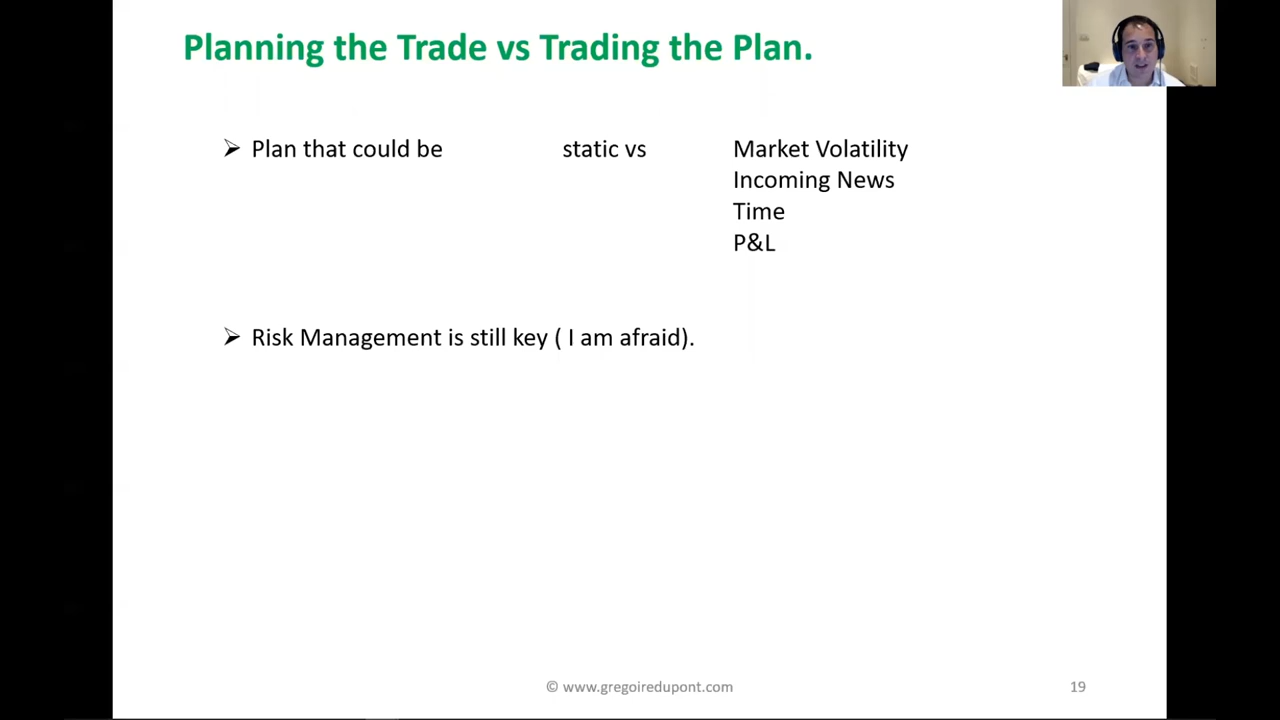 Planning the Trade vs Trading the Plan.
➢ Plan that could be static vs Market Volatility
Incoming News
Time
P&L
➢ Risk Management is still key ( I am afraid).
© www.gregoiredupont.com 19